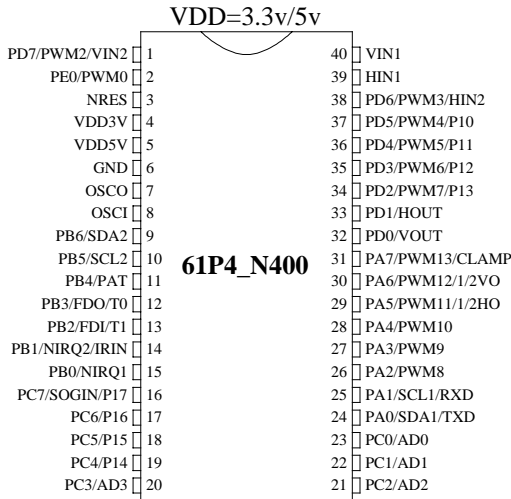 VDD=3.3v/5v
PD7/PWM2/VIN2 1 40 VIN1
PE0/PWM0 2 39 HIN1
NRES 3 38 PD6/PWM3/HIN2
VDD3V 4 37 PD5/PWM4/P10
VDD5V 5 36 PD4/PWM5/P11
GND 6 35 PD3/PWM6/P12
OSCO 7 34 PD2/PWM7/P13
OSCI 8 33 PD1/HOUT
PB6/SDA2 9 32 PD0/VOUT
PB5/SCL2 10 61P4_N400 31 PA7/PWM13/CLAMP
PB4/PAT 11 30 PA6/PWM12/1/2VO
PB3/FDO/T0 12 29 PA5/PWM11/1/2HO
PB2/FDI/T1 13 28 PA4/PWM10
PB1/NIRQ2/IRIN 14 27 PA3/PWM9
PB0/NIRQ1 15 26 PA2/PWM8
PC7/SOGIN/P17 16 25 PA1/SCL1/RXD
PC6/P16 17 24 PA0/SDA1/TXD
PC5/P15 18 23 PC0/AD0
PC4/P14 19 22 PC1/AD1
PC3/AD3 20 21 PC2/AD2